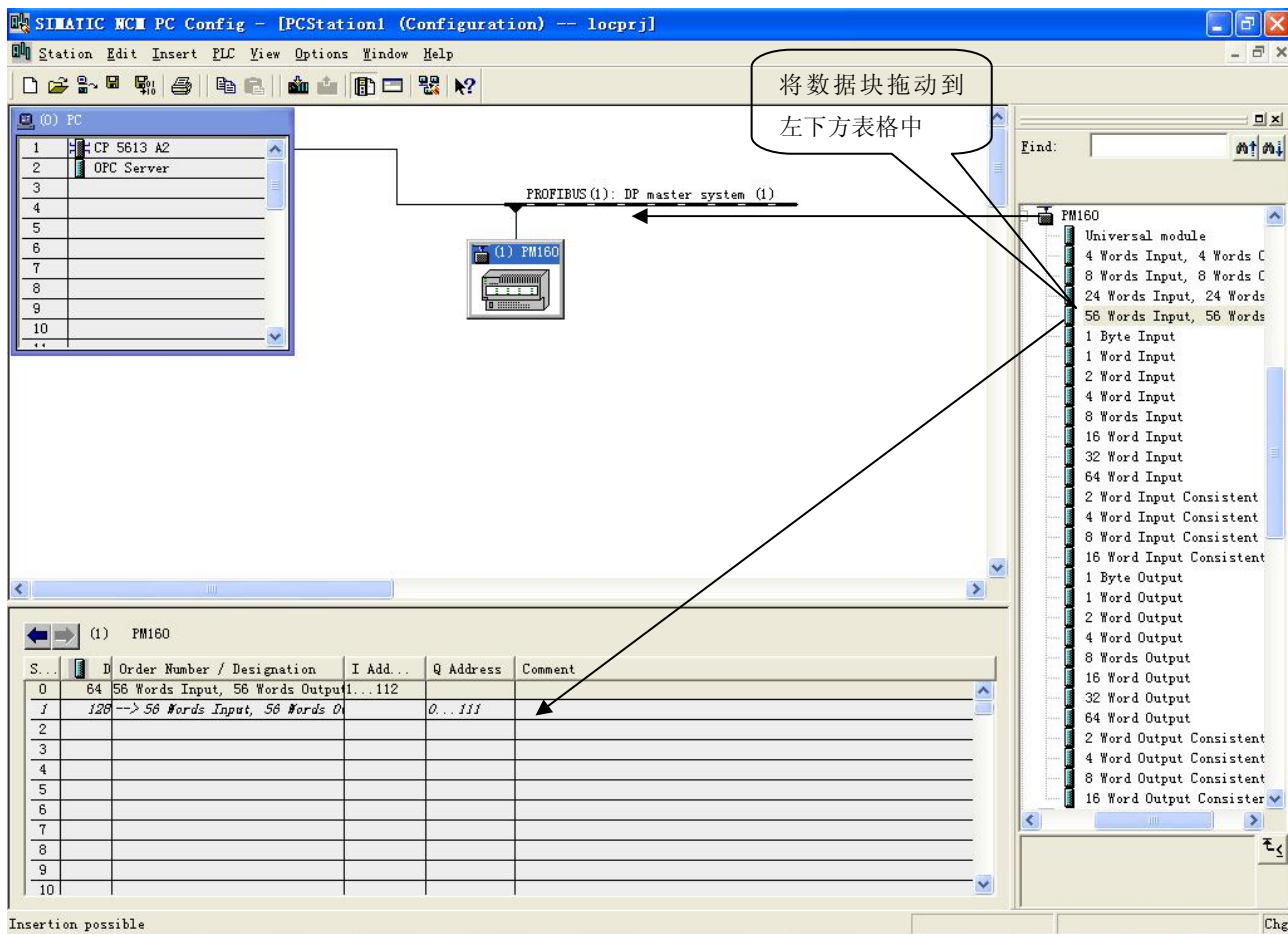 SIMATIC NCM PC Config - [PCStation1 (Configuration) -- locprj]
Station Edit Insert PLC View Options Window Help
将数据块拖动到
左下方表格中
(0) PC
1 CP 5613 A2
2 OPC Server
3
4
5
6
7
8
9
10
11
PROFIBUS(1): DP master system (1)
(1) PM160
Find:
PM160
Universal module
4 Words Input, 4 Words O
8 Words Input, 8 Words O
24 Words Input, 24 Words
56 Words Input, 56 Words
1 Byte Input
1 Word Input
2 Word Input
4 Word Input
8 Words Input
16 Word Input
32 Word Input
64 Word Input
2 Word Input Consistent
4 Word Input Consistent
8 Word Input Consistent
16 Word Input Consistent
1 Byte Output
1 Word Output
2 Word Output
4 Word Output
8 Words Output
16 Word Output
32 Word Output
64 Word Output
2 Word Output Consistent
4 Word Output Consistent
8 Word Output Consistent
16 Word Output Consister
(1) PM160
S... D Order Number / Designation I Add... Q Address Comment
0 64 56 Words Input, 56 Words Output 1...112
1 128 --> 56 Words Input, 56 Words Ou 0...111
2
3
4
5
6
7
8
9
10
Insertion possible
Chg